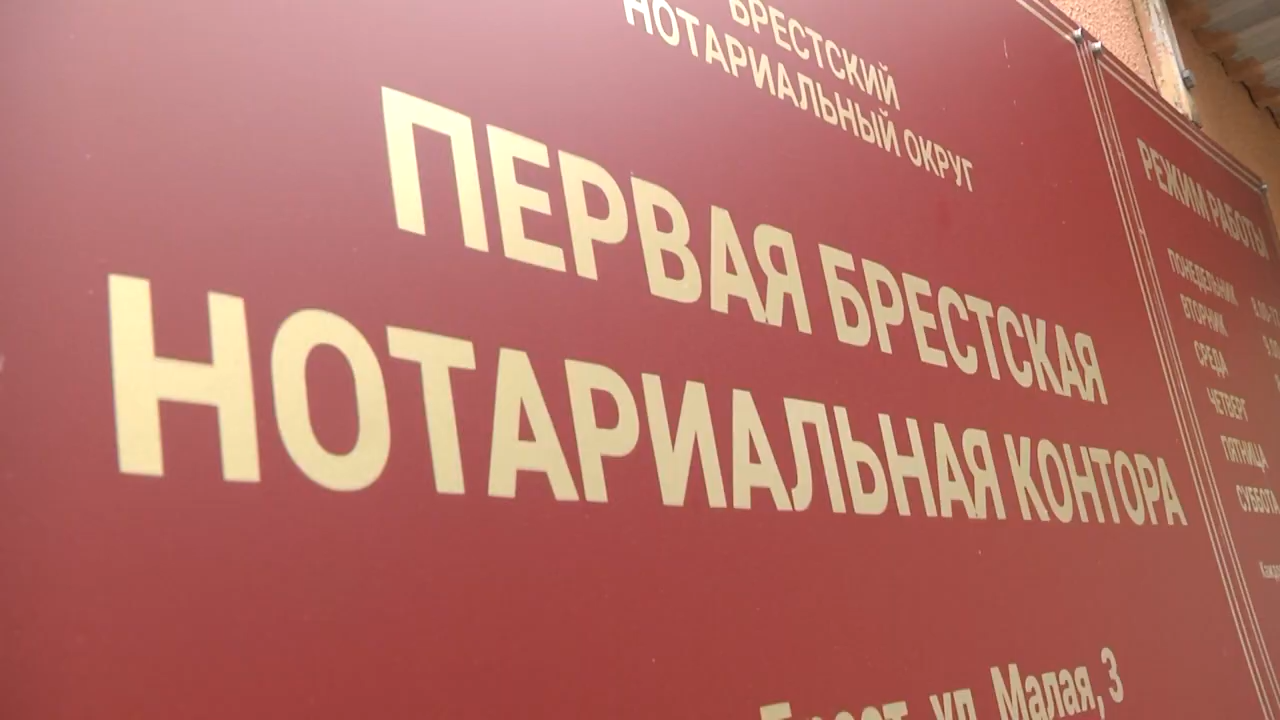 БРЕСТСКИЙ
НОТАРИАЛЬНЫЙ ОКРУГ
ПЕРВАЯ БРЕСТСКАЯ
НОТАРИАЛЬНАЯ КОНТОРА
Брест, ул. Малая, 3
РЕЖИМ РАБОТЫ
ПОНЕДЕЛЬНИК
ВТОРНИК
СРЕДА
ЧЕТВЕРГ
ПЯТНИЦА
СУББОТА